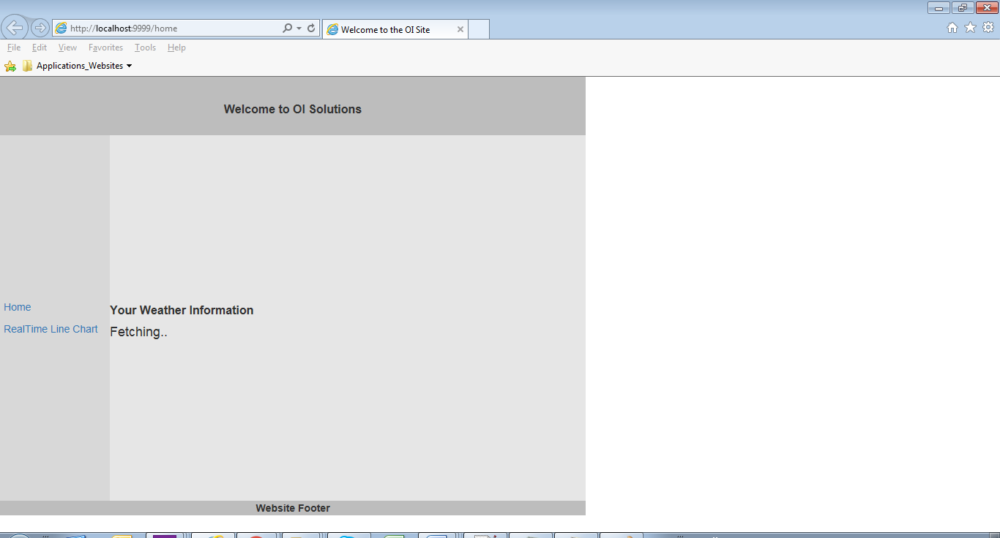 http://localhost:9999/home
Welcome to the OI Site
File Edit View Favorites Tools Help
Applications_Websites
Welcome to OI Solutions
Home
RealTime Line Chart
Your Weather Information
Fetching..
Website Footer